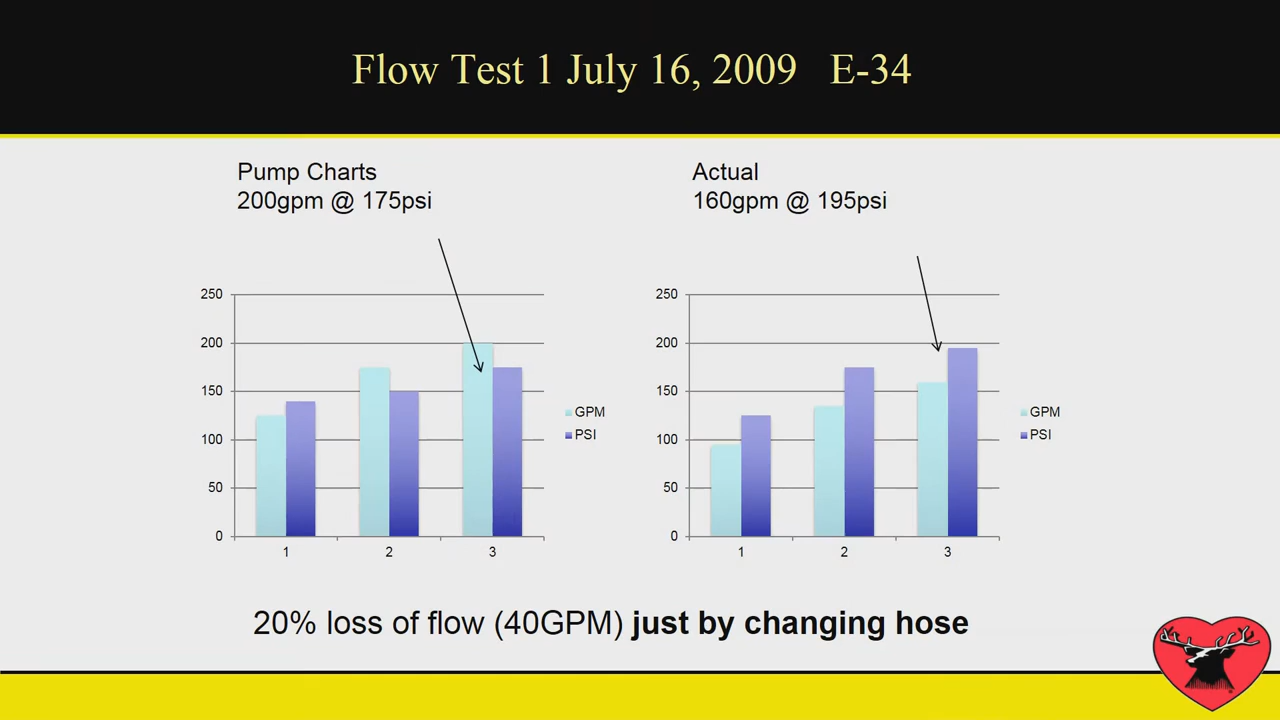 Flow Test 1 July 16, 2009 E-34
Pump Charts
200gpm @ 175psi
250
200
150
100
50
0
1 2 3
GPM
PSI
Actual
160gpm @ 195psi
250
200
150
100
50
0
1 2 3
GPM
PSI
20% loss of flow (40GPM) just by changing hose